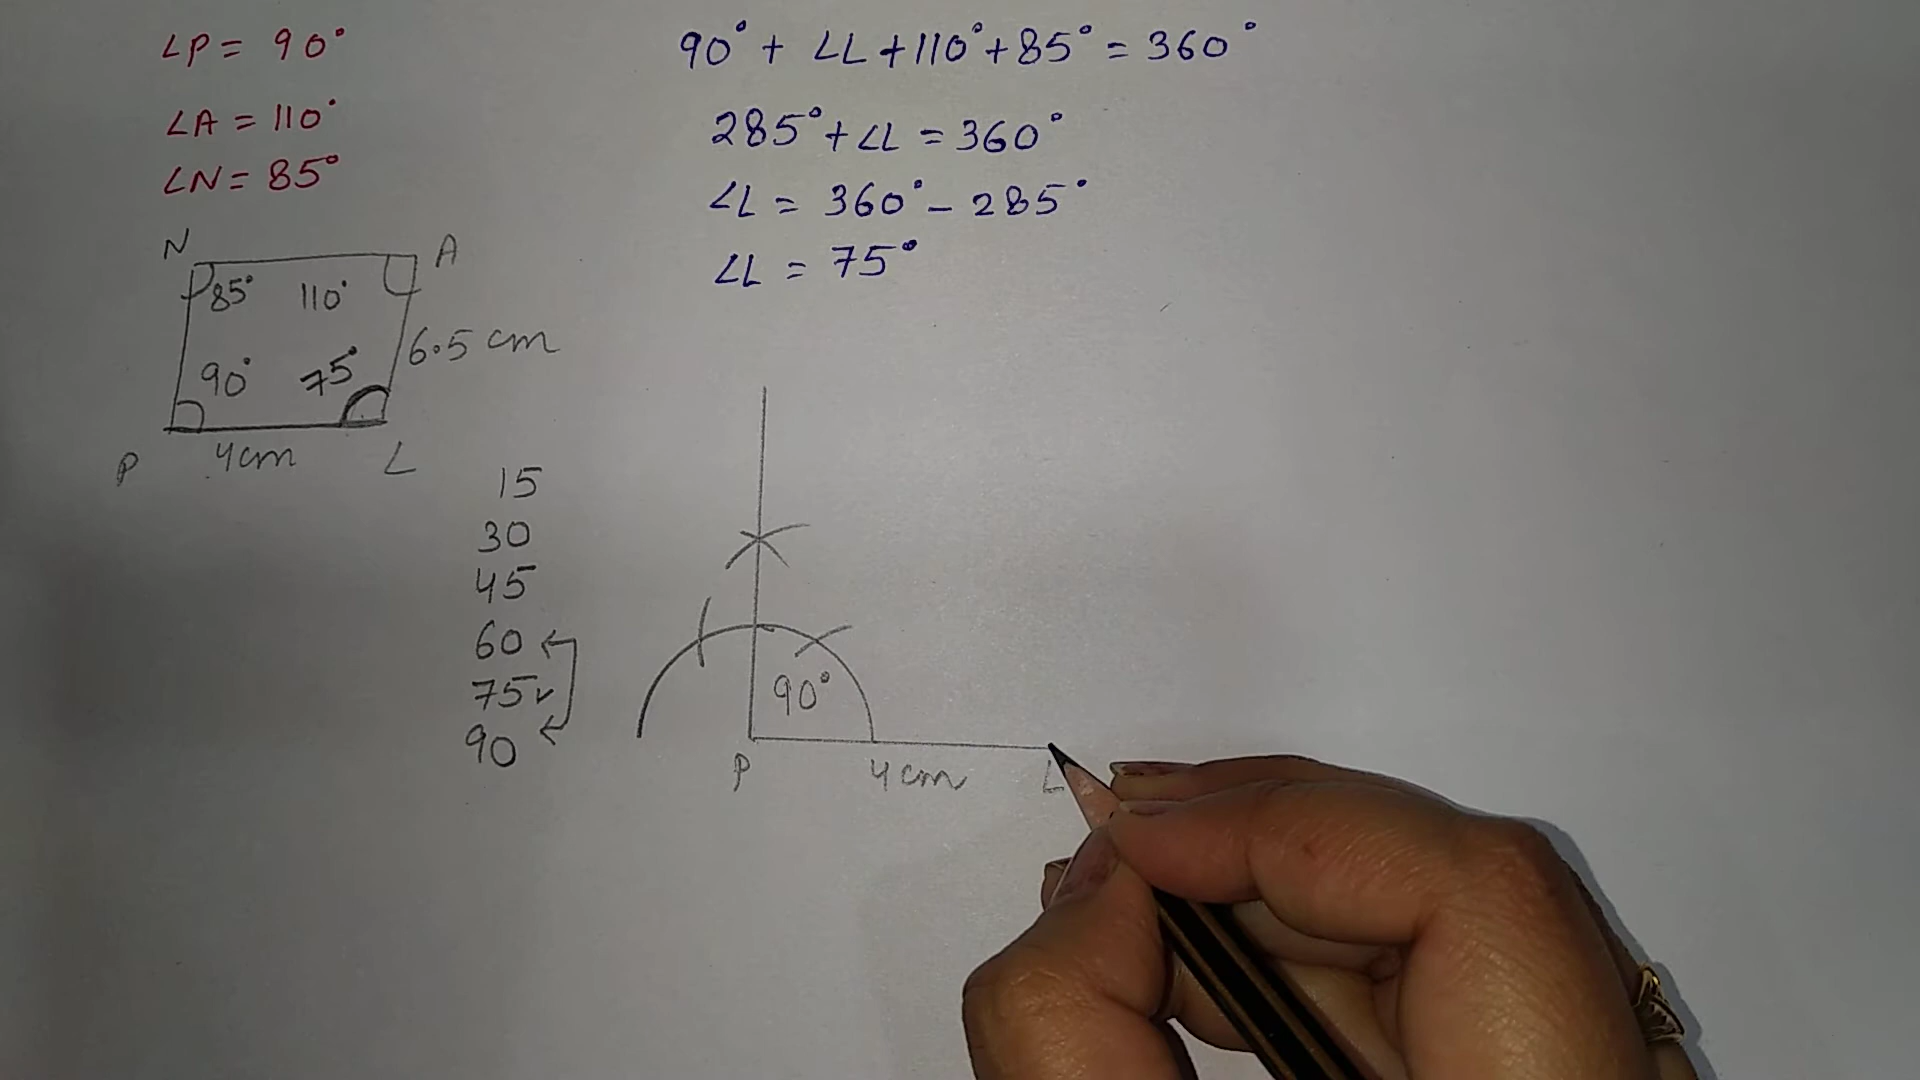 ∠P = 90°
∠A = 110°
∠N = 85°
90° + ∠L + 110° + 85° = 360°
285° + ∠L = 360°
∠L = 360° - 285°
∠L = 75°
N A
85° 110°
6.5 cm
90° 75°
P 4cm L
15
30
45
60
75✓
90
90°
P 4cm L